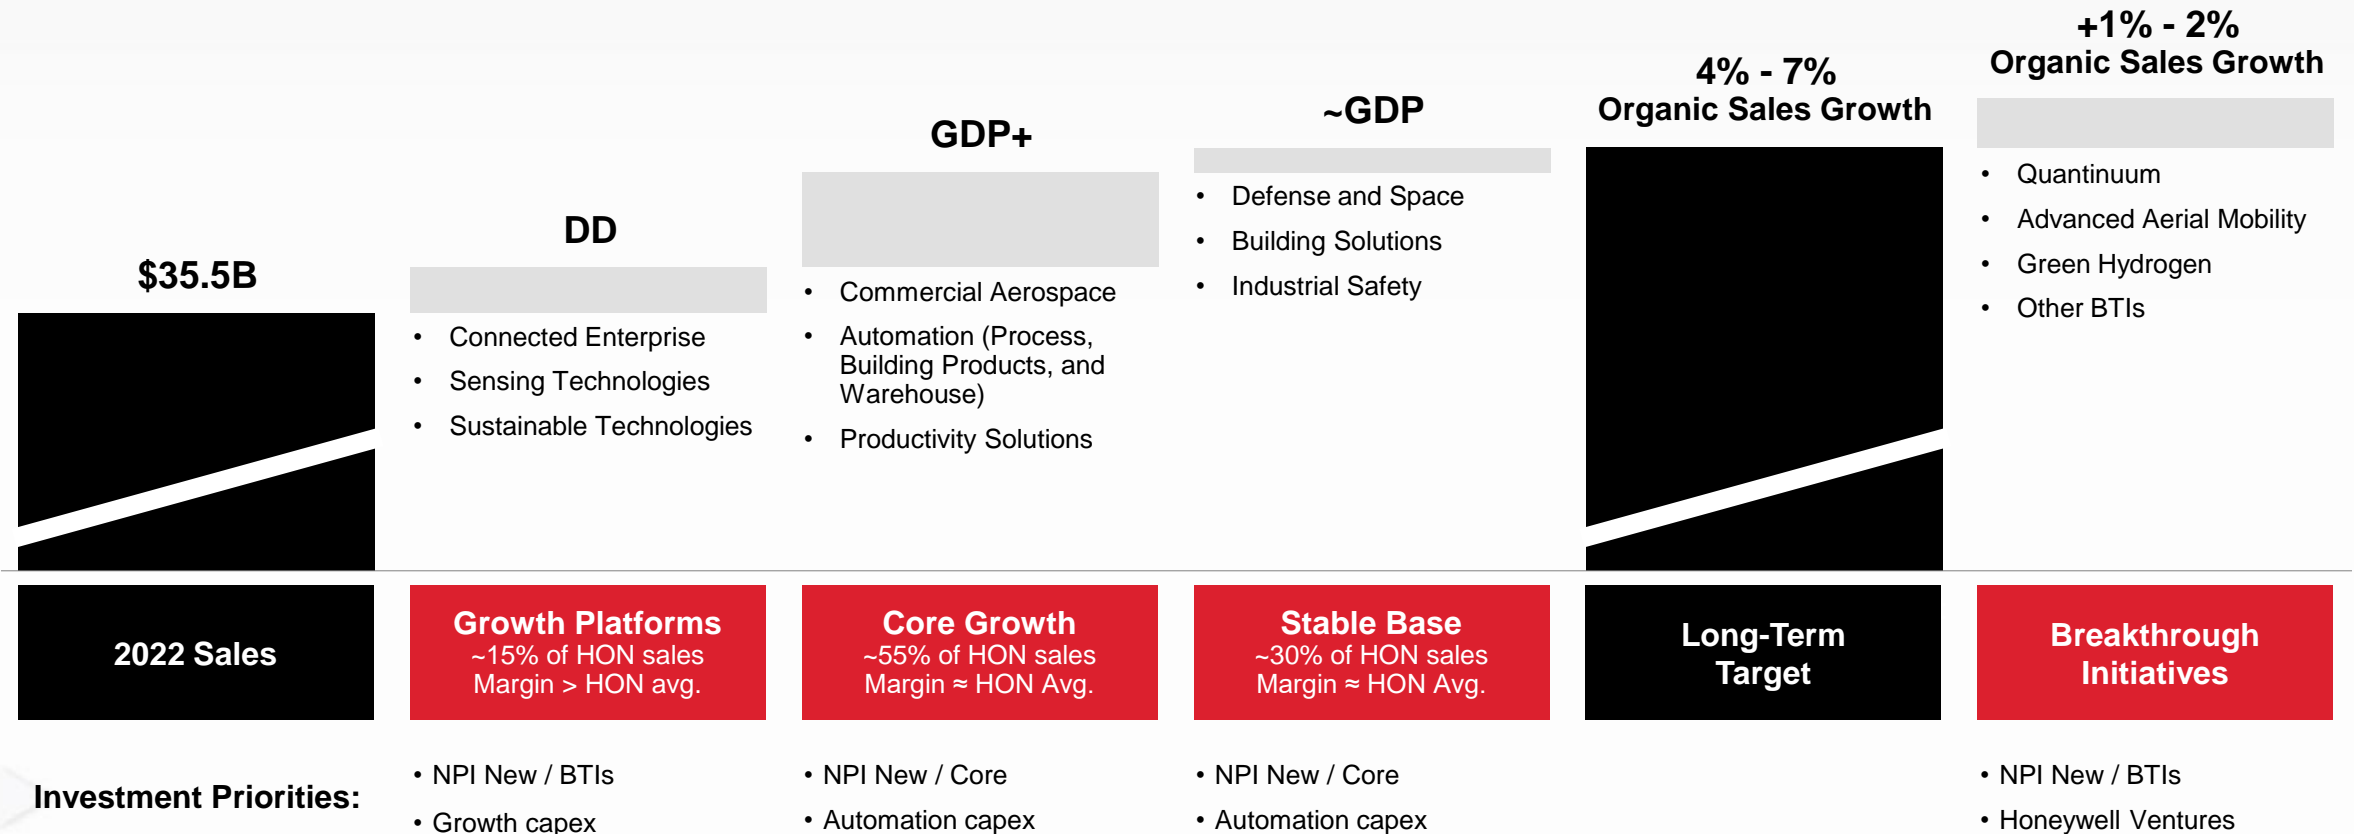 $35.5B
DD
• Connected Enterprise
• Sensing Technologies
• Sustainable Technologies
GDP+
• Commercial Aerospace
• Automation (Process,
Building Products, and
Warehouse)
• Productivity Solutions
~GDP
• Defense and Space
• Building Solutions
• Industrial Safety
4% - 7%
Organic Sales Growth
+1% - 2%
Organic Sales Growth
• Quantinuum
• Advanced Aerial Mobility
• Green Hydrogen
• Other BTIs
2022 Sales
Growth Platforms
~15% of HON sales
Margin > HON avg.
Core Growth
~55% of HON sales
Margin ≈ HON Avg.
Stable Base
~30% of HON sales
Margin ≈ HON Avg.
Long-Term
Target
Breakthrough
Initiatives
Investment Priorities:
• NPI New / BTIs
• Growth capex
• NPI New / Core
• Automation capex
• NPI New / Core
• Automation capex
• NPI New / BTIs
• Honeywell Ventures